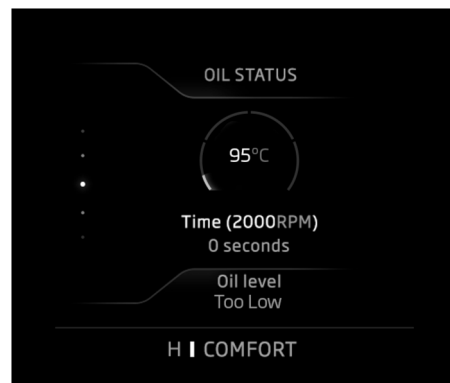 OIL STATUS
95°C
Time (2000RPM)
0 seconds
Oil level
Too Low
H COMFORT